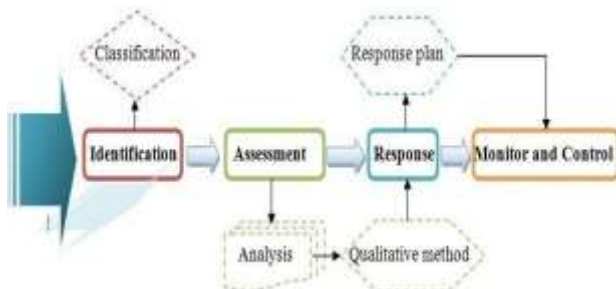 Classification
Response plan
Identification
Assessment
Response
Monitor and Control
Analysis
Qualitative method